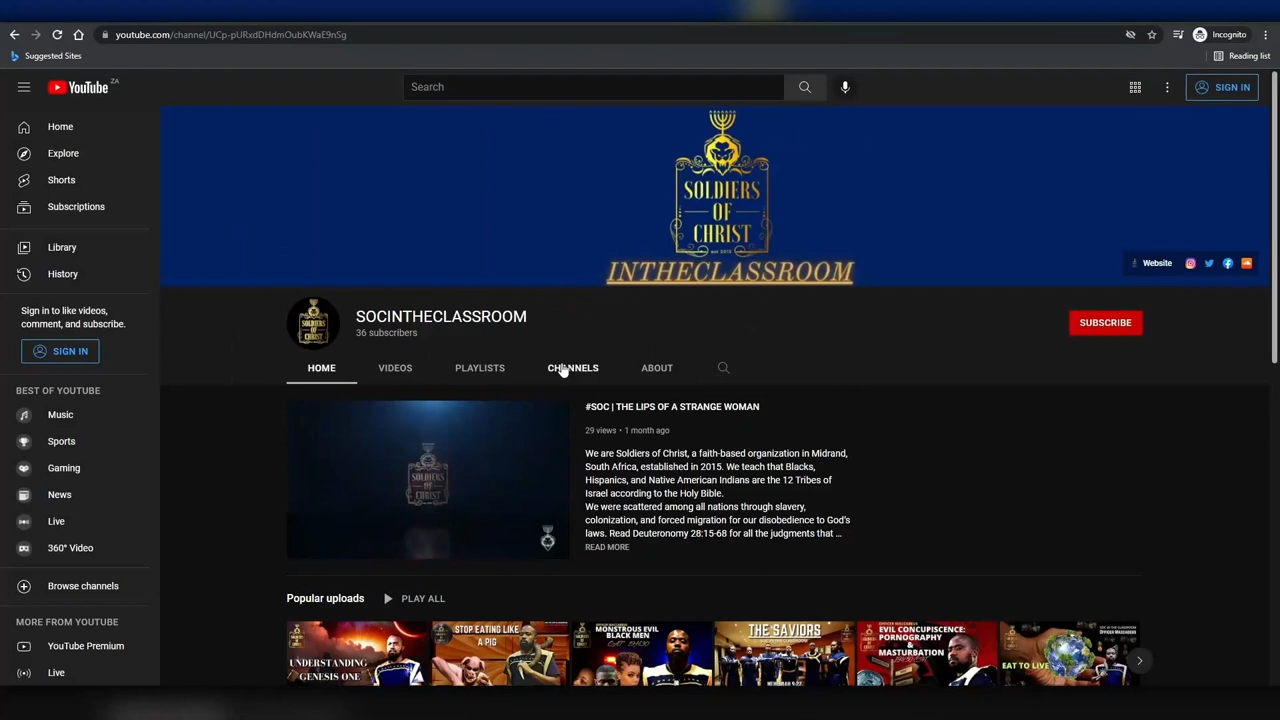 youtube.com/channel/UCp-pURxdDHdmOubKWaE9nSg
Incognito
Suggested Sites
Reading list
YouTube ZA
Search
SIGN IN
Home
Explore
Shorts
Subscriptions
Library
History
Sign in to like videos,
comment, and subscribe.
SIGN IN
BEST OF YOUTUBE
Music
Sports
Gaming
News
Live
360° Video
Browse channels
MORE FROM YOUTUBE
YouTube Premium
Live
SOLDIERS
OF
CHRIST
INTHECLASSROOM
Website
SOCINTHECLASSROOM
36 subscribers
SUBSCRIBE
HOME
VIDEOS
PLAYLISTS
CHANNELS
ABOUT
SOLDIERS
OF
CHRIST
#SOC | THE LIPS OF A STRANGE WOMAN
29 views • 1 month ago
We are Soldiers of Christ, a faith-based organization in Midrand,
South Africa, established in 2015. We teach that Blacks,
Hispanics, and Native American Indians are the 12 Tribes of
Israel according to the Holy Bible.
We were scattered among all nations through slavery,
colonization, and forced migration for our disobedience to God's
laws. Read Deuteronomy 28:15-68 for all the judgments that ...
READ MORE
Popular uploads
PLAY ALL
UNDERSTANDING
GENESIS ONE
STOP EATING LIKE
A PIG
MONSTROUS EVIL
BLACK MEN
THE SAVIORS
EVIL CONCUPISCENCE:
PORNOGRAPHY
&
MASTURBATION
EAT TO LIVE